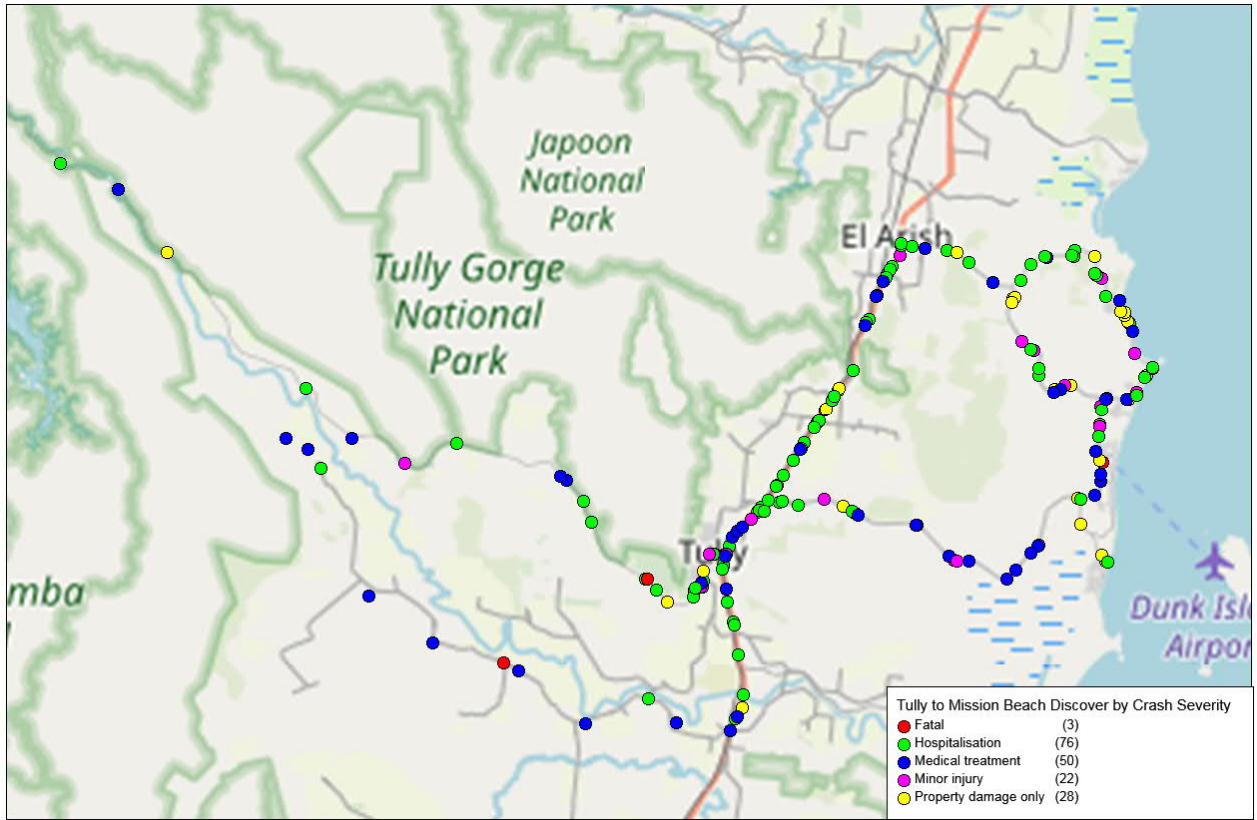 Japoon
National
Park
El Arish
Tully Gorge
National
Park
Tully
mba
Dunk Isl
Airpor
Tully to Mission Beach Discover by Crash Severity
Fatal (3)
Hospitalisation (76)
Medical treatment (50)
Minor injury (22)
Property damage only (28)